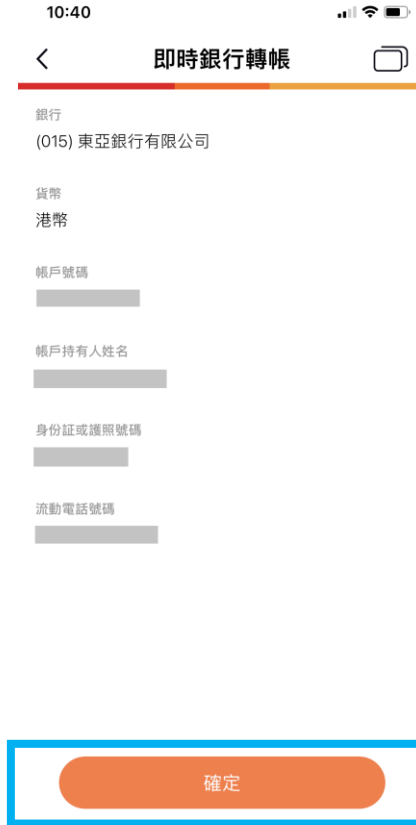 10:40
即時銀行轉帳
銀行
(015) 東亞銀行有限公司
貨幣
港幣
帳戶號碼
帳戶持有人姓名
身份証或護照號碼
流動電話號碼
確定